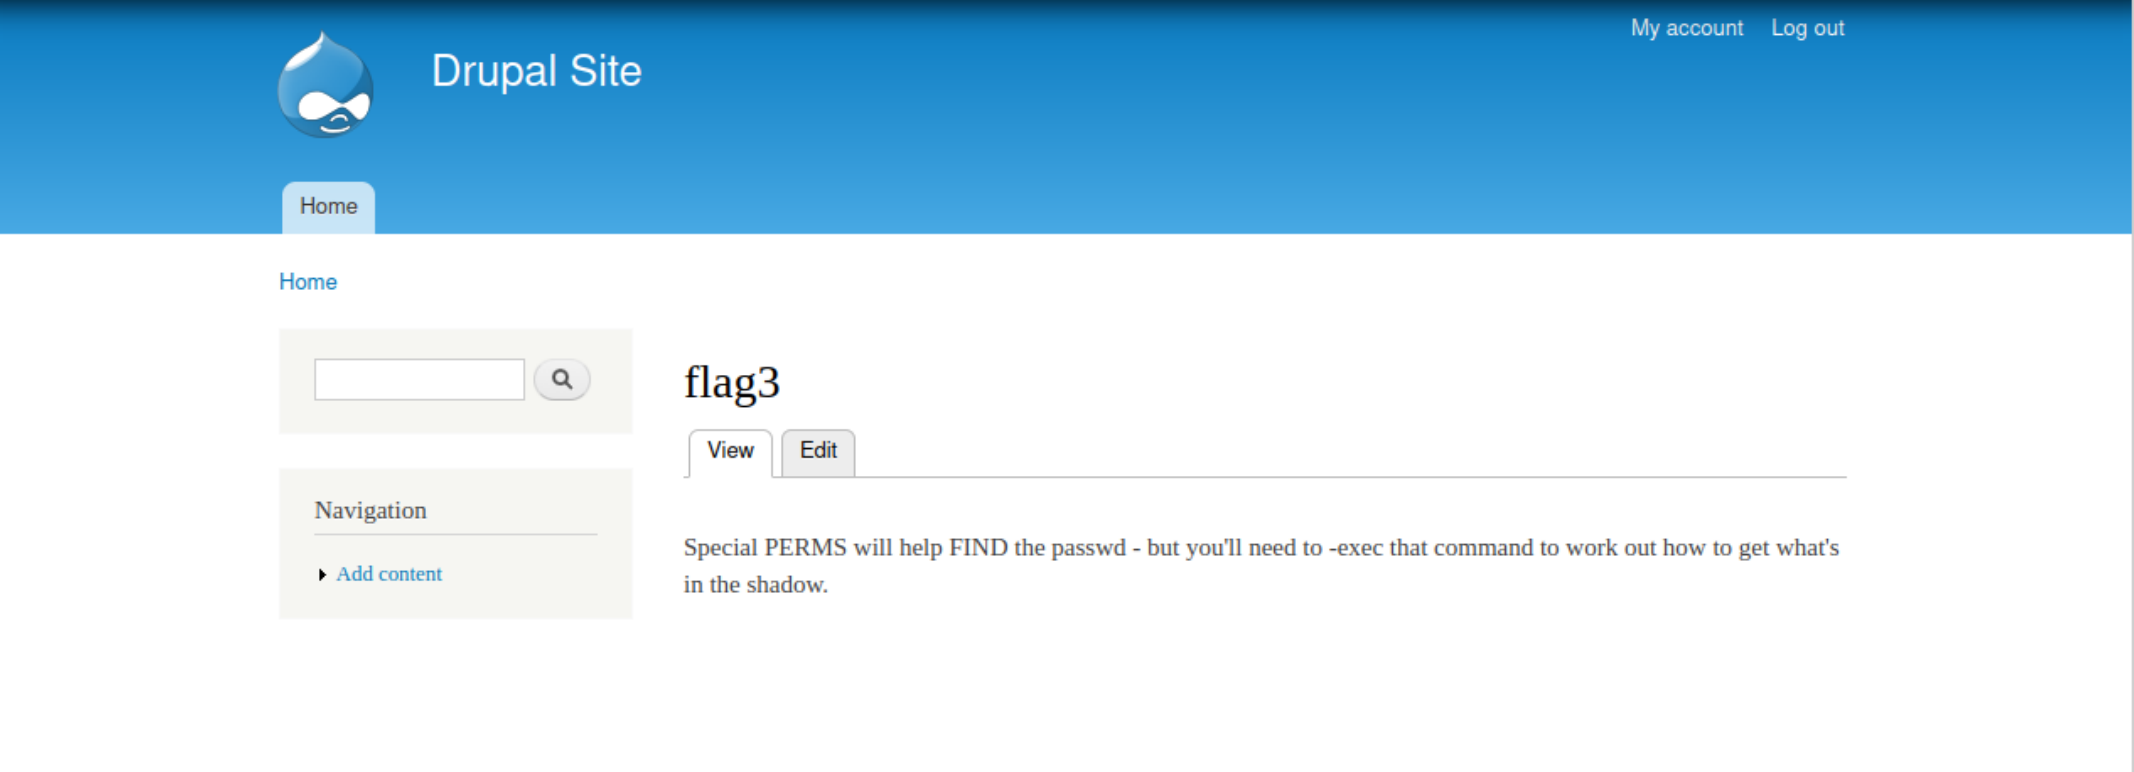 My account Log out
Drupal Site
Home
Home
flag3
View Edit
Navigation
Add content
Special PERMS will help FIND the passwd - but you'll need to -exec that command to work out how to get what's
in the shadow.